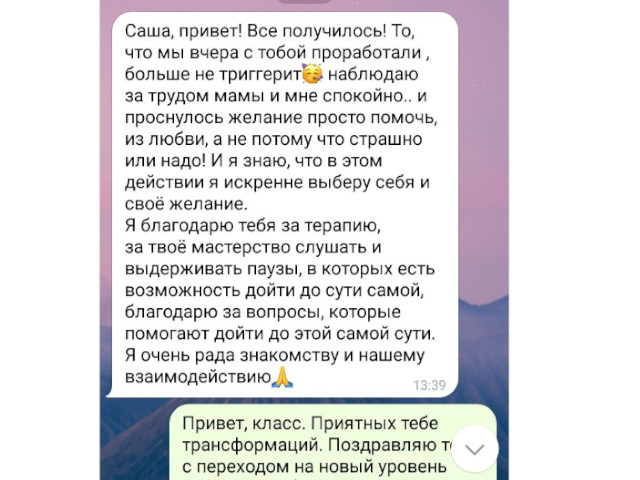 Саша, привет! Все получилось! То,
что мы вчера с тобой проработали ,
больше не триггерит🥳 наблюдаю
за трудом мамы и мне спокойно.. и
проснулось желание просто помочь,
из любви, а не потому что страшно
или надо! И я знаю, что в этом
действии я искренне выберу себя и
своё желание.
Я благодарю тебя за терапию,
за твоё мастерство слушать и
выдерживать паузы, в которых есть
возможность дойти до сути самой,
благодарю за вопросы, которые
помогают дойти до этой самой сути.
Я очень рада знакомству и нашему
взаимодействию🙏
13:39
Привет, класс. Приятных тебе
трансформаций. Поздравляю
с переходом на новый уровень